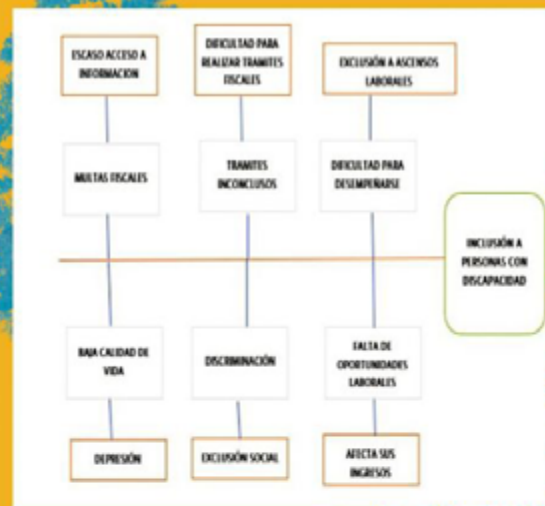 ESCASO ACCESO A
INFORMACION
DIFICULTAD PARA
REALIZAR TRAMITES
FISCALES
EXCLUSIÓN A ASCENSOS
LABORALES
MULTAS FISCALES
TRAMITES
INCONCLUSOS
DIFICULTAD PARA
DESEMPEÑARSE
INCLUSIÓN A
PERSONAS CON
DISCAPACIDAD
BAJA CALIDAD DE
VIDA
DISCRIMINACIÓN
FALTA DE
OPORTUNIDADES
LABORALES
DEPRESIÓN
EXCLUSIÓN SOCIAL
AFECTA SUS
INGRESOS